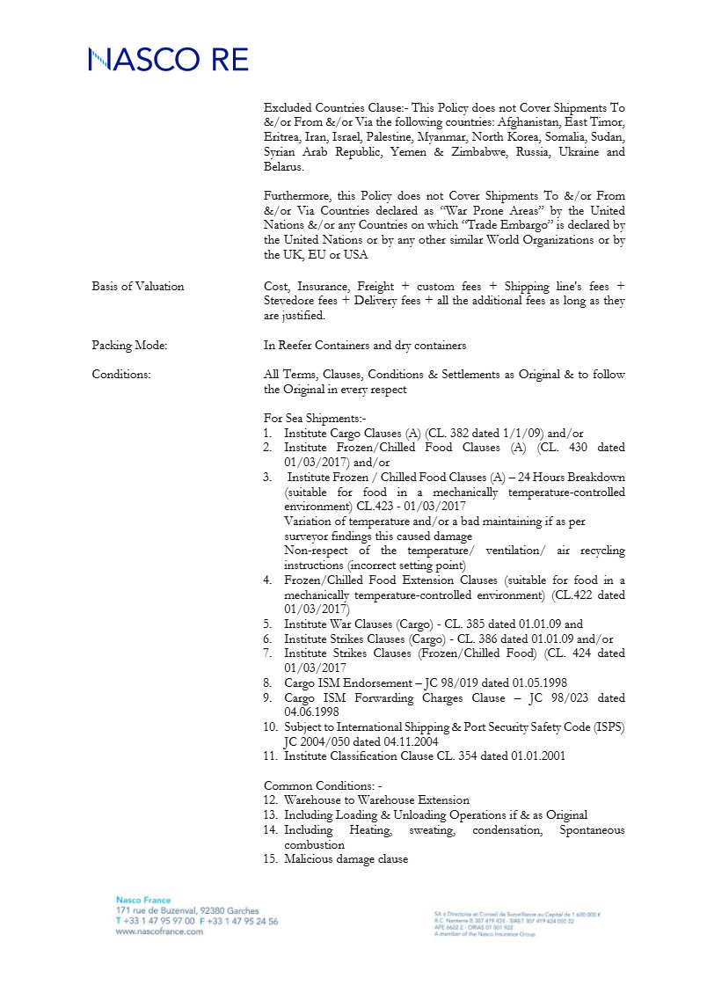 NASCO RE
Excluded Countries Clause:- This Policy does not Cover Shipments To
&/or From &/or Via the following countries: Afghanistan, East Timor,
Eritrea, Iran, Israel, Palestine, Myanmar, North Korea, Somalia, Sudan,
Syrian Arab Republic, Yemen & Zimbabwe, Russia, Ukraine and
Belarus.
Furthermore, this Policy does not Cover Shipments To &/or From
&/or Via Countries declared as “War Prone Areas” by the United
Nations &/or any Countries on which “Trade Embargo” is declared by
the United Nations or by any other similar World Organizations or by
the UK, EU or USA
Basis of Valuation
Cost, Insurance, Freight + custom fees + Shipping line's fees +
Stevedore fees + Delivery fees + all the additional fees as long as they
are justified.
Packing Mode:
In Reefer Containers and dry containers
Conditions:
All Terms, Clauses, Conditions & Settlements as Original & to follow
the Original in every respect
For Sea Shipments:-
1. Institute Cargo Clauses (A) (CL. 382 dated 1/1/09) and/or
2. Institute Frozen/Chilled Food Clauses (A) (CL. 430 dated
01/03/2017) and/or
3. Institute Frozen / Chilled Food Clauses (A) – 24 Hours Breakdown
(suitable for food in a mechanically temperature-controlled
environment) CL.423 - 01/03/2017
Variation of temperature and/or a bad maintaining if as per
surveyor findings this caused damage
Non-respect of the temperature/ ventilation/ air recycling
instructions (incorrect setting point)
4. Frozen/Chilled Food Extension Clauses (suitable for food in a
mechanically temperature-controlled environment) (CL.422 dated
01/03/2017)
5. Institute War Clauses (Cargo) - CL. 385 dated 01.01.09 and
6. Institute Strikes Clauses (Cargo) - CL. 386 dated 01.01.09 and/or
7. Institute Strikes Clauses (Frozen/Chilled Food) (CL. 424 dated
01/03/2017
8. Cargo ISM Endorsement – JC 98/019 dated 01.05.1998
9. Cargo ISM Forwarding Charges Clause – JC 98/023 dated
04.06.1998
10. Subject to International Shipping & Port Security Safety Code (ISPS)
JC 2004/050 dated 04.11.2004
11. Institute Classification Clause CL. 354 dated 01.01.2001
Common Conditions: -
12. Warehouse to Warehouse Extension
13. Including Loading & Unloading Operations if & as Original
14. Including Heating, sweating, condensation, Spontaneous
combustion
15. Malicious damage clause
Nasco France
171 rue de Buzenval, 92380 Garches
T +33 1 47 95 97 00 F +33 1 47 95 24 56
www.nascofrance.com
SA à Directoire et Conseil de Surveillance au Capital de 1 600 000 €
R.C. Nanterre B 307 419 424 - SIRET 307 419 424 000 22
APE 6622 Z - ORIAS 07 001 922
A member of the Nasco Insurance Group